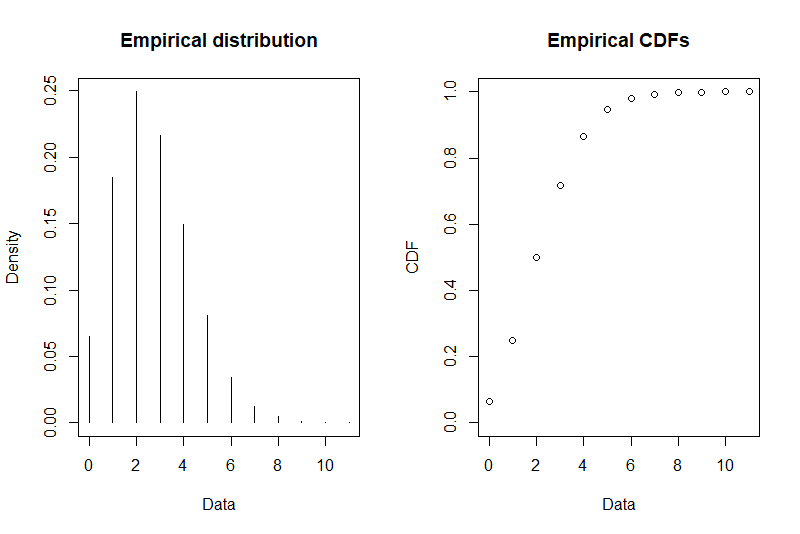 Empirical distribution
Density
0.00 0.05 0.10 0.15 0.20 0.25
0 2 4 6 8 10
Data
Empirical CDFs
CDF
0.0 0.2 0.4 0.6 0.8 1.0
0 2 4 6 8 10
Data